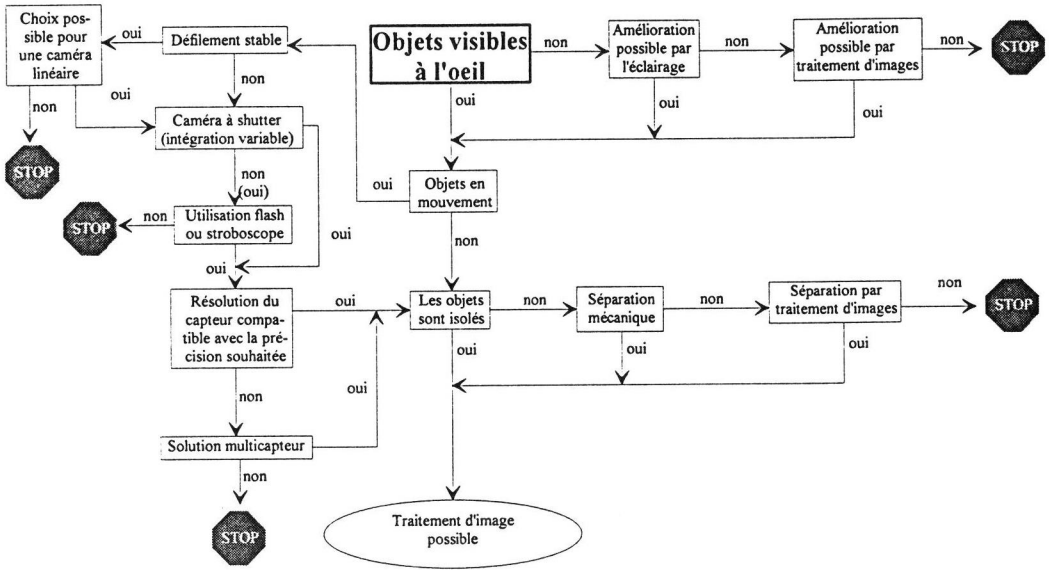 Choix pos-
sible pour
une caméra
linéaire
oui
Défilement stable
Objets visibles
à l'oeil
non
Amélioration
possible par
l'éclairage
non
Amélioration
possible par
traitement d'images
non
STOP
non
oui
non
oui
oui
oui
Caméra à shutter
(intégration variable)
STOP
non
(oui)
oui
Objets en
mouvement
STOP
non
Utilisation flash
ou stroboscope
oui
non
oui
Résolution du
capteur compa-
tible avec la pré-
cision souhaitée
oui
Les objets
sont isolés
non
Séparation
mécanique
non
Séparation par
traitement d'images
non
STOP
oui
oui
oui
non
oui
Solution multicapteur
non
STOP
Traitement d'image
possible